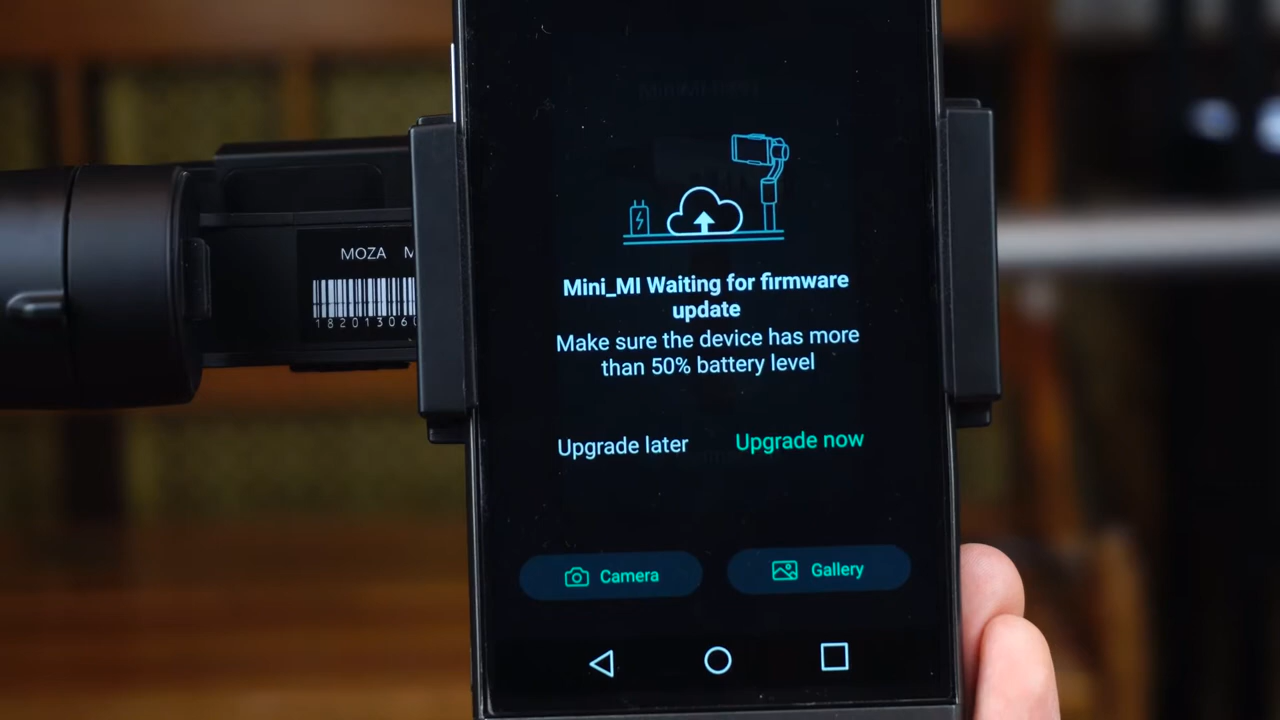 MOZA
Mini_MI Waiting for firmware
update
Make sure the device has more
than 50% battery level
Upgrade later
Upgrade now
Camera
Gallery